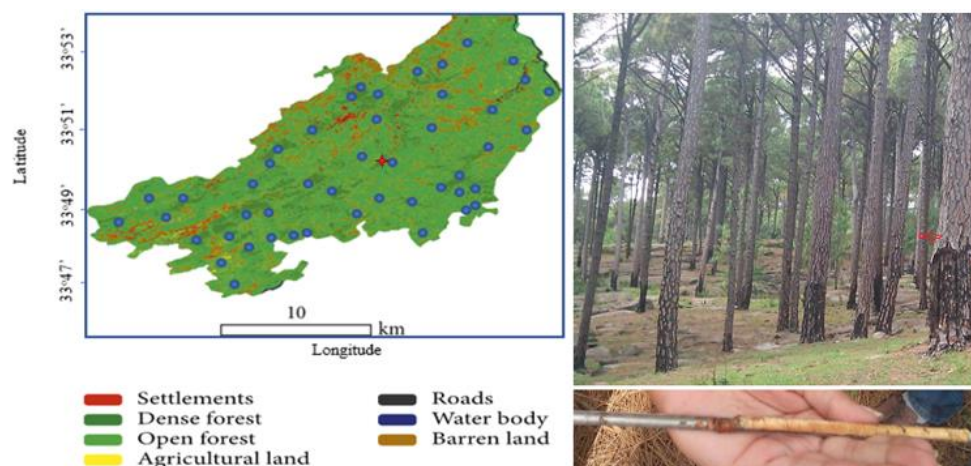 Latitude
33°53'
33°51'
33°49'
33°47'
10
km
Longitude
Settlements
Dense forest
Open forest
Agricultural land
Roads
Water body
Barren land